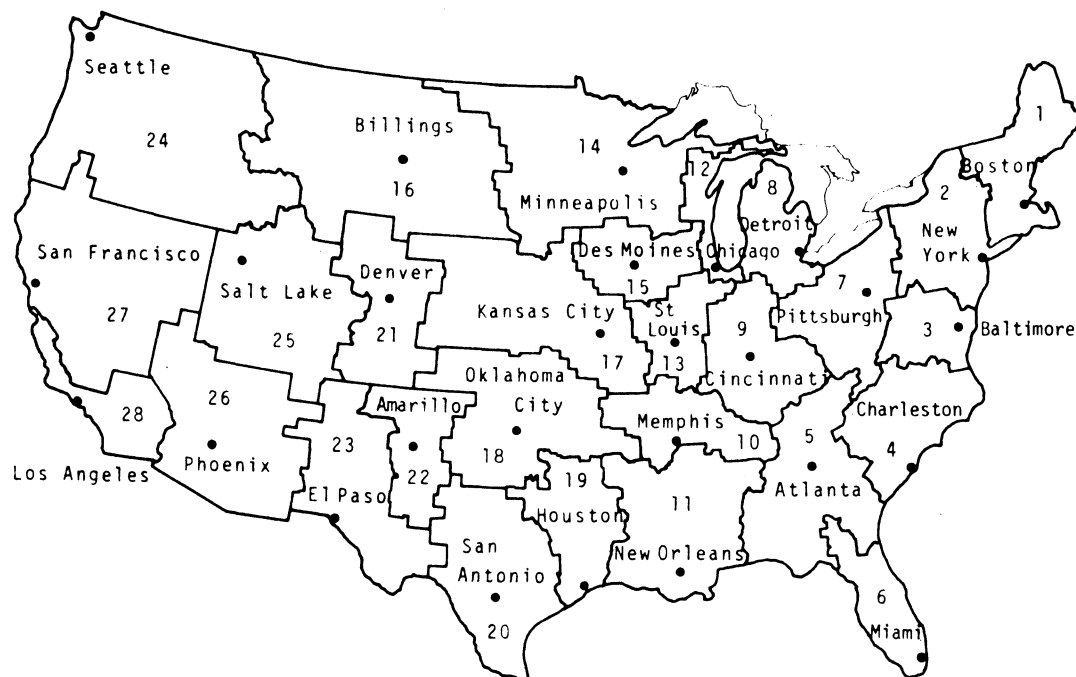 Seattle
24
Billings
16
14
Minneapolis
12
8
Detroit
1
Boston
2
New
York
San Francisco
27
Salt Lake
25
Denver
21
Des Moines
15
Chicago
Kansas City
17
St
Louis
13
9
Cincinnati
7
Pittsburgh
3
Baltimore
26
Phoenix
28
Los Angeles
23
El Paso
Amarillo
22
Oklahoma
City
18
Memphis
10
5
Atlanta
Charleston
4
19
Houston
11
New Orleans
San
Antonio
20
6
Miami